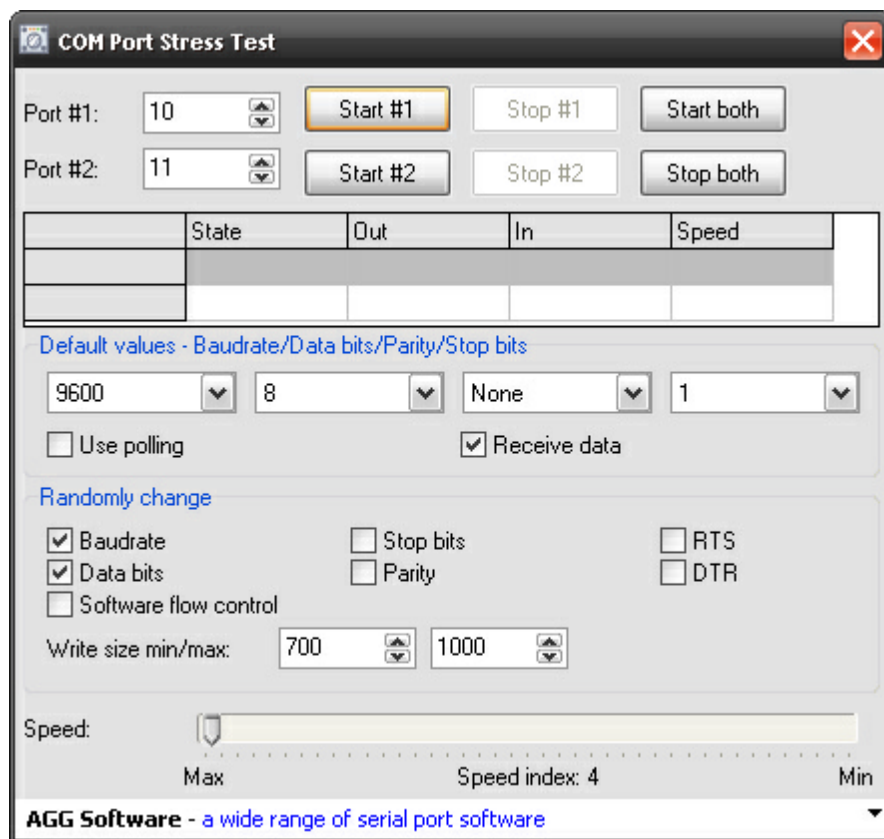 COM Port Stress Test
Port #1: 10 Start #1 Stop #1 Start both
Port #2: 11 Start #2 Stop #2 Stop both
State Out In Speed
Default values - Baudrate/Data bits/Parity/Stop bits
9600 8 None 1
Use polling Receive data
Randomly change
Baudrate Stop bits RTS
Data bits Parity DTR
Software flow control
Write size min/max: 700 1000
Speed:
Max Speed index: 4 Min
AGG Software - a wide range of serial port software